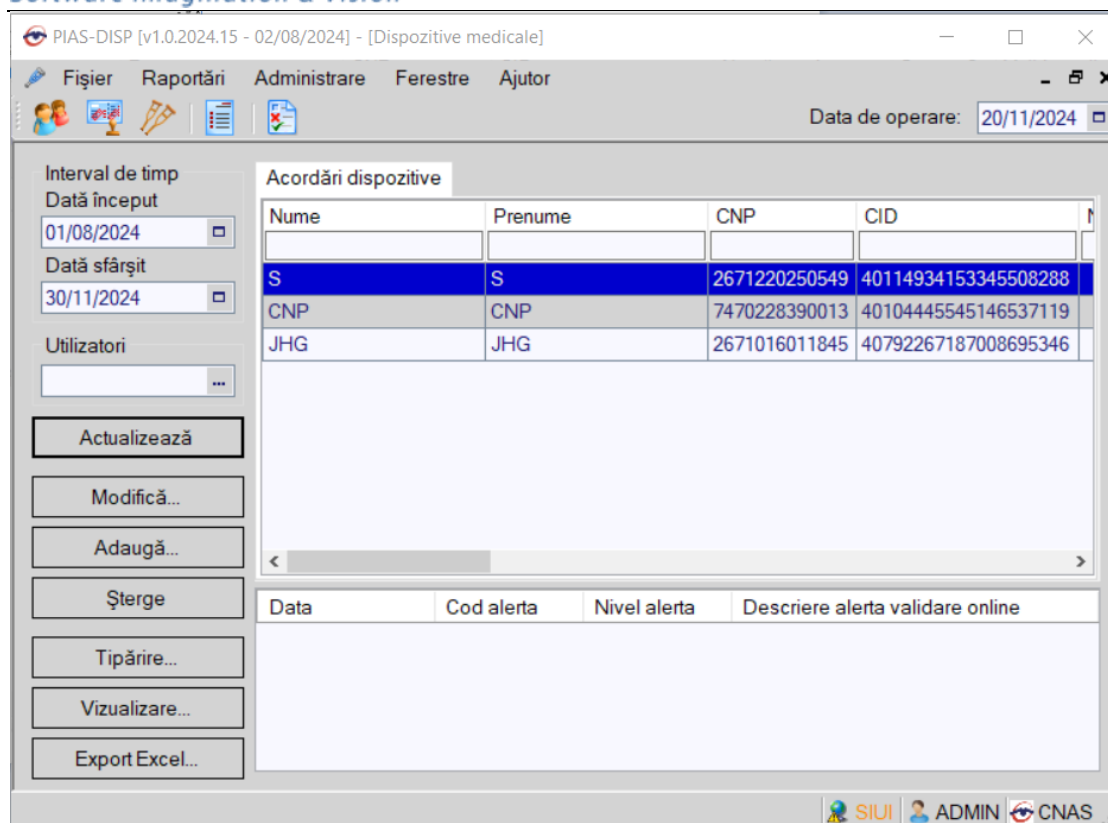 PIAS-DISP [v1.0.2024.15 - 02/08/2024] - [Dispozitive medicale]
Fişier Raportări Administrare Ferestre Ajutor
Data de operare: 20/11/2024
Interval de timp
Dată început
01/08/2024
Dată sfârşit
30/11/2024
Utilizatori
...
Actualizează
Modifică...
Adaugă...
Şterge
Tipărire...
Vizualizare...
Export Excel...
Acordări dispozitive
Nume Prenume CNP CID
S S 2671220250549 40114934153345508288
CNP CNP 7470228390013 40104445545146537119
JHG JHG 2671016011845 40792267187008695346
Data Cod alerta Nivel alerta Descriere alerta validare online
SIUI ADMIN CNAS